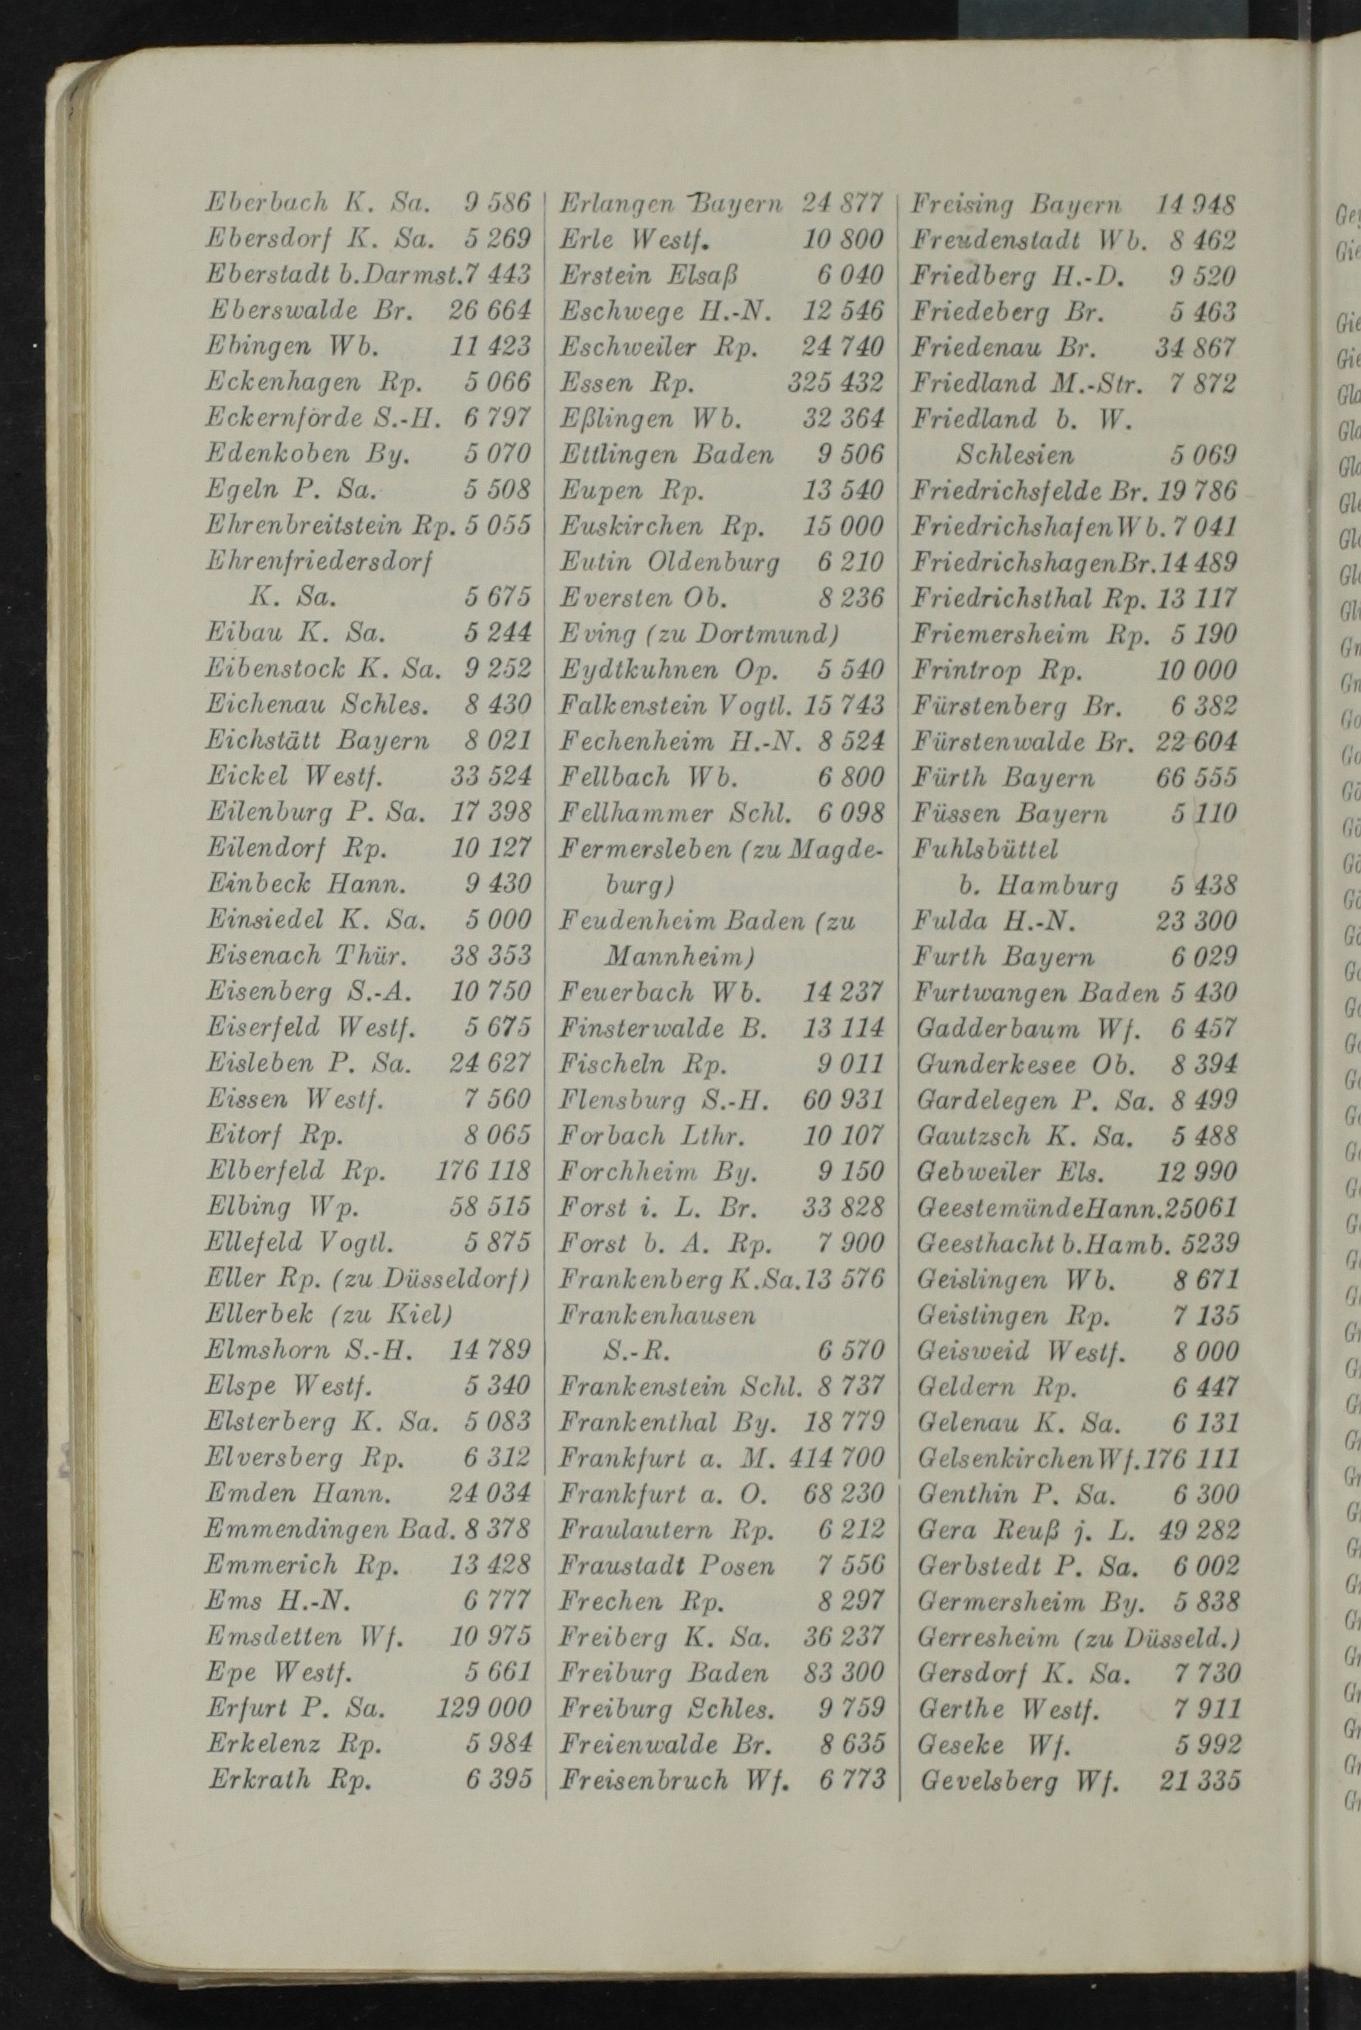 Eberbach K. Sa. 9 586
Ebersdorf K. Sa. 5 269
Eberstadt b. Darmst. 7 443
Eberswalde Br. 26 664
Ebingen Wb. 11 423
Eckenhagen Rp. 5 066
Eckernförde S.-H. 6 797
Edenkoben By. 5 070
Egeln P. Sa. 5 508
Ehrenbreitstein Rp. 5 055
Ehrenfriedersdorf
K. Sa. 5 675
Eibau K. Sa. 5 244
Eibenstock K. Sa. 9 252
Eichenau Schles. 8 430
Eichstätt Bayern 8 021
Eickel Westf. 33 524
Eilenburg P. Sa. 17 398
Eilendorf Rp. 10 127
Einbeck Hann. 9 430
Einsiedel K. Sa. 5 000
Eisenach Thür. 38 353
Eisenberg S.-A. 10 750
Eiserfeld Westf. 5 675
Eisleben P. Sa. 24 627
Eissen Westf. 7 560
Eitorf Rp. 8 065
Elberfeld Rp. 176 118
Elbing Wp. 58 515
Ellefeld Vogtl. 5 875
Eller Rp. (zu Düsseldorf)
Ellerbek (zu Kiel)
Elmshorn S.-H. 14 789
Elspe Westf. 5 340
Elsterberg K. Sa. 5 083
Elversberg Rp. 6 312
Emden Hann. 24 034
Emmendingen Bad. 8 378
Emmerich Rp. 13 428
Ems H.-N. 6 777
Emsdetten Wf. 10 975
Epe Westf. 5 661
Erfurt P. Sa. 129 000
Erkelenz Rp. 5 984
Erkrath Rp. 6 395
Erlangen Bayern 24 877
Erle Westf. 10 800
Erstein Elsaß 6 040
Eschwege H.-N. 12 546
Eschweiler Rp. 24 740
Essen Rp. 325 432
Eßlingen Wb. 32 364
Ettlingen Baden 9 506
Eupen Rp. 13 540
Euskirchen Rp. 15 000
Eutin Oldenburg 6 210
Eversten Ob. 8 236
Eving (zu Dortmund)
Eydtkuhnen Op. 5 540
Falkenstein Vogtl. 15 743
Fechenheim H.-N. 8 524
Fellbach Wb. 6 800
Fellhammer Schl. 6 098
Fermersleben (zu Magde-
burg)
Feudenheim Baden (zu
Mannheim)
Feuerbach Wb. 14 237
Finsterwalde B. 13 114
Fischeln Rp. 9 011
Flensburg S.-H. 60 931
Forbach Lthr. 10 107
Forchheim By. 9 150
Forst i. L. Br. 33 828
Forst b. A. Rp. 7 900
Frankenberg K. Sa. 13 576
Frankenhausen
S.-R. 6 570
Frankenstein Schl. 8 737
Frankenthal By. 18 779
Frankfurt a. M. 414 700
Frankfurt a. O. 68 230
Fraulautern Rp. 6 212
Fraustadt Posen 7 556
Frechen Rp. 8 297
Freiberg K. Sa. 36 237
Freiburg Baden 83 300
Freiburg Schles. 9 759
Freienwalde Br. 8 635
Freisenbruch Wf. 6 773
Freising Bayern 14 948
Freudenstadt Wb. 8 462
Friedberg H.-D. 9 520
Friedeberg Br. 5 463
Friedenau Br. 34 867
Friedland M.-Str. 7 872
Friedland b. W.
Schlesien 5 069
Friedrichsfelde Br. 19 786
Friedrichshafen Wb. 7 041
Friedrichshagen Br. 14 489
Friedrichsthal Rp. 13 117
Friemersheim Rp. 5 190
Frintrop Rp. 10 000
Fürstenberg Br. 6 382
Fürstenwalde Br. 22 604
Fürth Bayern 66 555
Füssen Bayern 5 110
Fuhlsbüttel
b. Hamburg 5 438
Fulda H.-N. 23 300
Furth Bayern 6 029
Furtwangen Baden 5 430
Gadderbaum Wf. 6 457
Gunderkesee Ob. 8 394
Gardelegen P. Sa. 8 499
Gautzsch K. Sa. 5 488
Gebweiler Els. 12 990
Geestemünde Hann. 25061
Geesthacht b. Hamb. 5239
Geislingen Wb. 8 671
Geistingen Rp. 7 135
Geisweid Westf. 8 000
Geldern Rp. 6 447
Gelenau K. Sa. 6 131
Gelsenkirchen Wf. 176 111
Genthin P. Sa. 6 300
Gera Reuß j. L. 49 282
Gerbstedt P. Sa. 6 002
Germersheim By. 5 838
Gerresheim (zu Düsseld.)
Gersdorf K. Sa. 7 730
Gerthe Westf. 7 911
Geseke Wf. 5 992
Gevelsberg Wf. 21 335